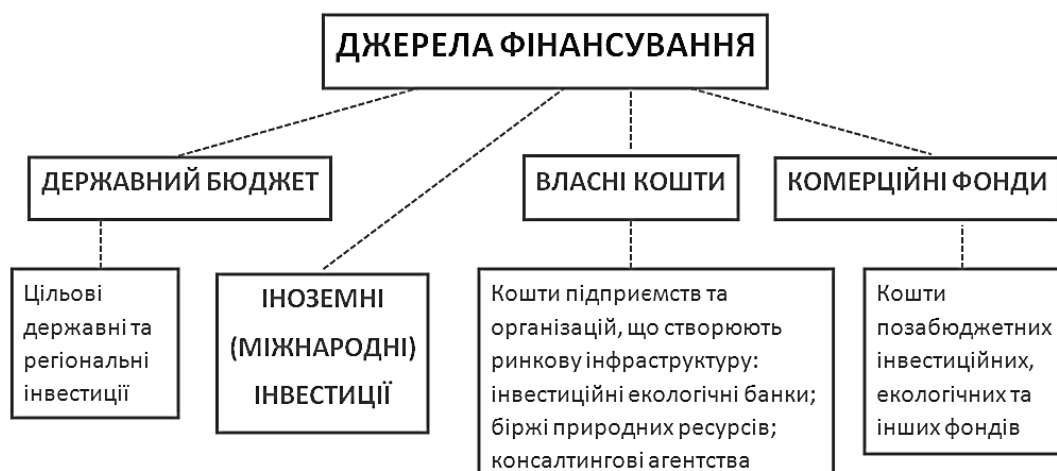 ДЖЕРЕЛА ФІНАНСУВАННЯ
ДЕРЖАВНИЙ БЮДЖЕТ
ВЛАСНІ КОШТИ
КОМЕРЦІЙНІ ФОНДИ
Цільові
державні та
регіональні
інвестиції
ІНОЗЕМНІ
(МІЖНАРОДНІ)
ІНВЕСТИЦІЇ
Кошти підприємств та
організацій, що створюють
ринкову інфраструктуру:
інвестиційні екологічні банки;
біржі природних ресурсів;
консалтингові агентства
Кошти
позабюджетних
інвестиційних,
екологічних та
інших фондів